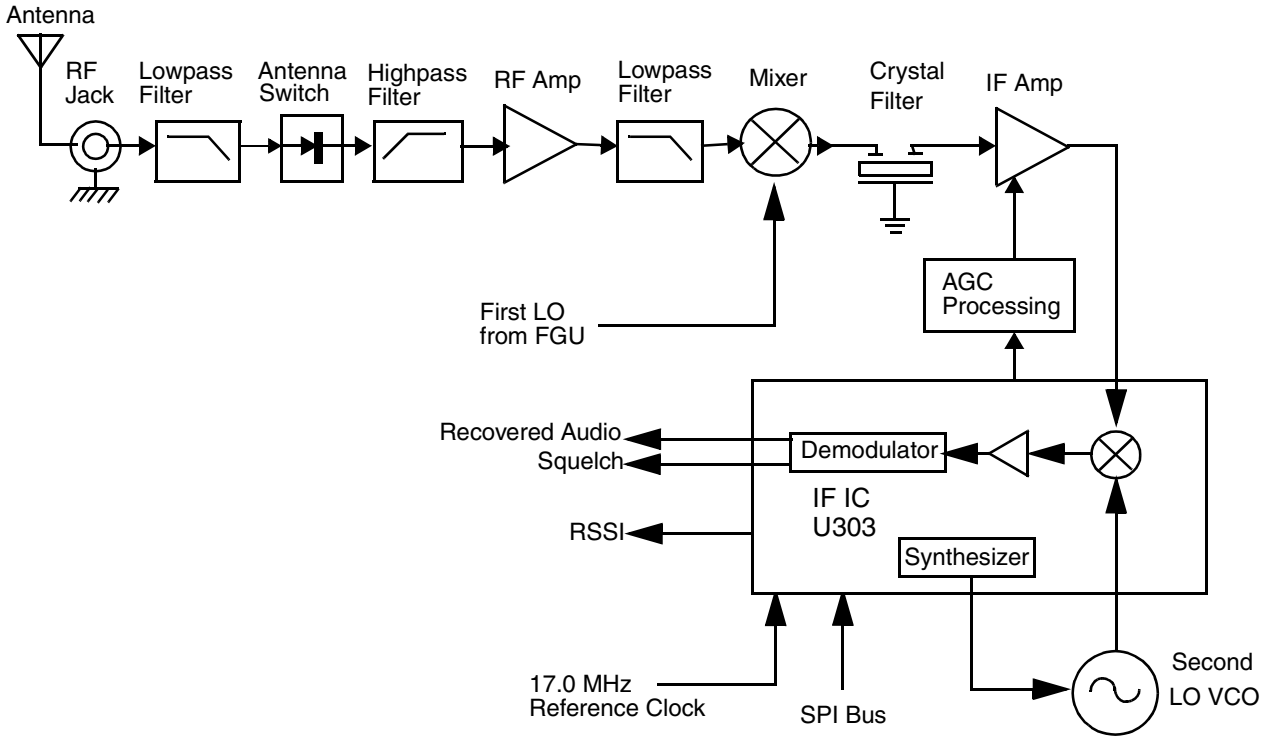 Antenna
RF
Jack
Lowpass
Filter
Antenna
Switch
Highpass
Filter
RF Amp
Lowpass
Filter
Mixer
Crystal
Filter
IF Amp
AGC
Processing
First LO
from FGU
Recovered Audio
Squelch
Demodulator
IF IC
U303
RSSI
Synthesizer
17.0 MHz
Reference Clock
SPI Bus
Second
LO VCO